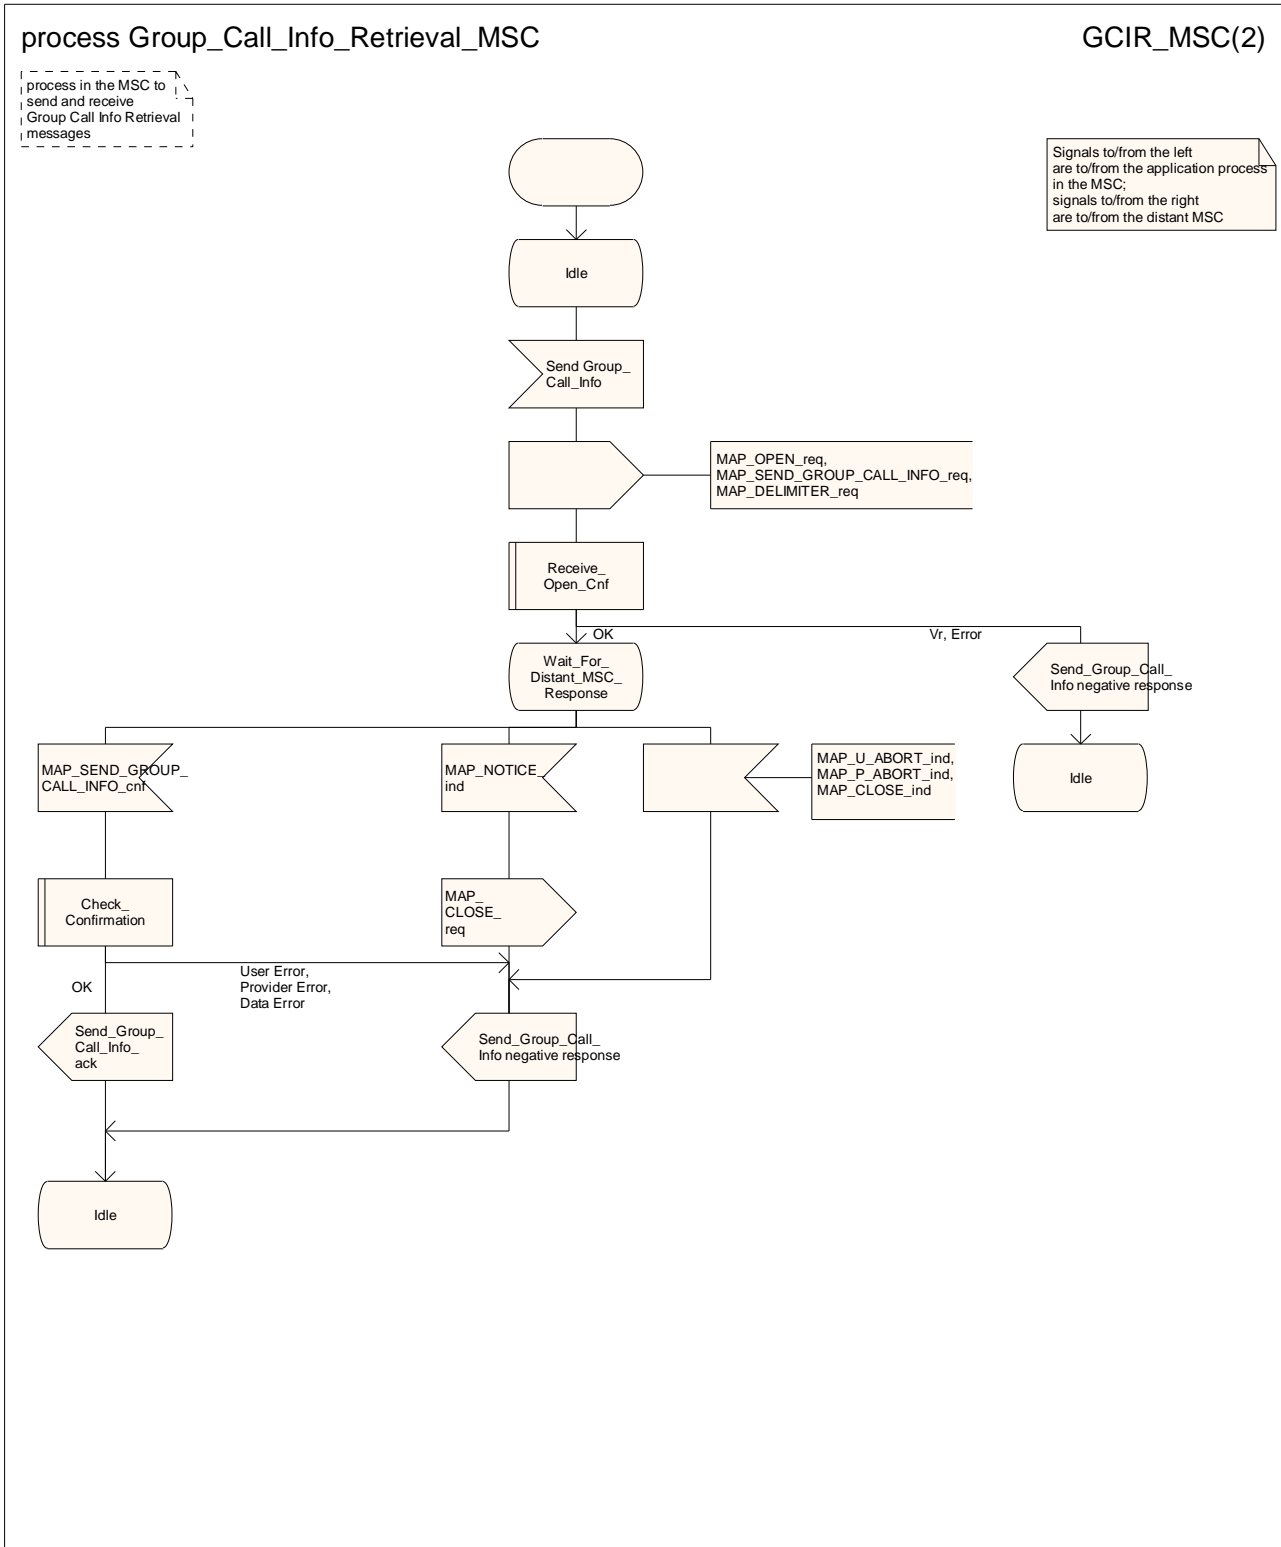 process Group_Call_Info_Retrieval_MSC
GCIR_MSC(2)
process in the MSC to
send and receive
Group Call Info Retrieval
messages
Signals to/from the left
are to/from the application process
in the MSC;
signals to/from the right
are to/from the distant MSC
Idle
Send Group_
Call_Info
MAP_OPEN_req,
MAP_SEND_GROUP_CALL_INFO_req,
MAP_DELIMITER_req
Receive_
Open_Cnf
OK
Vr, Error
Wait_For_
Distant_MSC_
Response
Send_Group_Call_
Info negative response
MAP_SEND_GROUP_
CALL_INFO_cnf
MAP_NOTICE_
ind
MAP_U_ABORT_ind,
MAP_P_ABORT_ind,
MAP_CLOSE_ind
Idle
Check_
Confirmation
MAP_
CLOSE_
req
OK
User Error,
Provider Error,
Data Error
Send_Group_
Call_Info_
ack
Send_Group_Call_
Info negative response
Idle